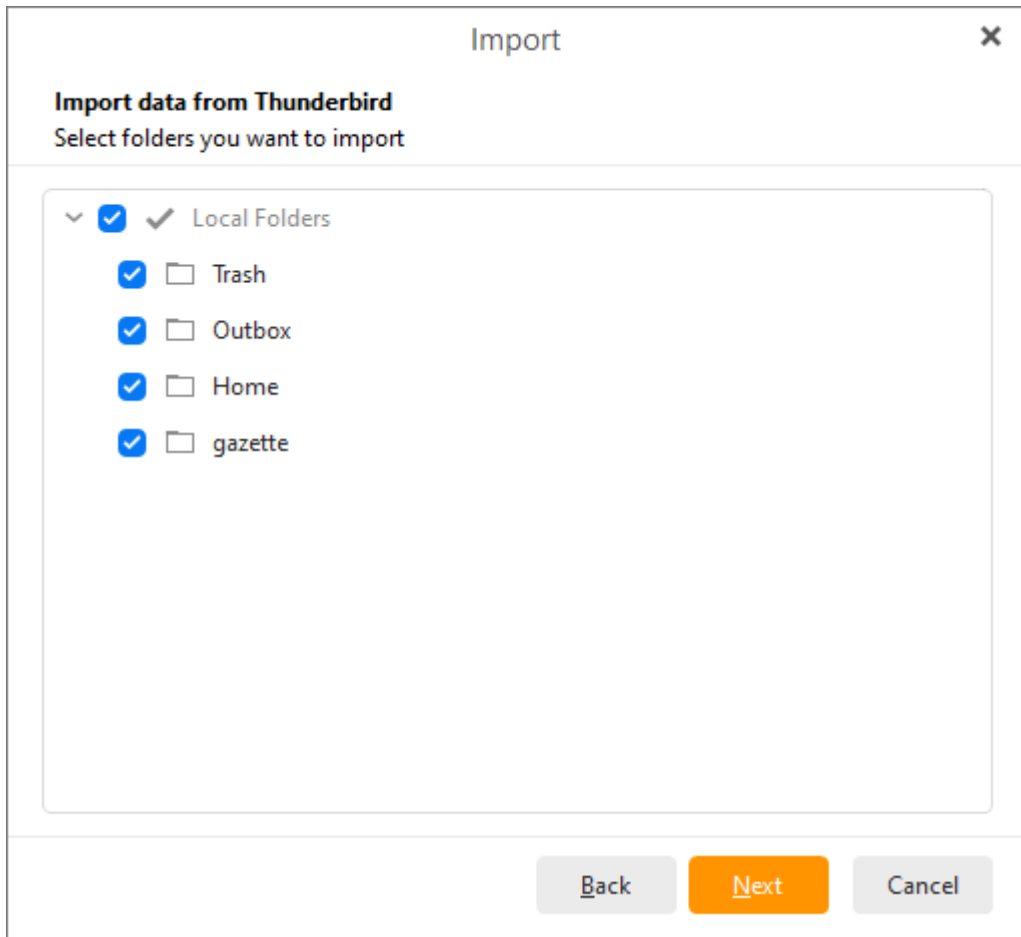 Import
Import data from Thunderbird
Select folders you want to import
Local Folders
Trash
Outbox
Home
gazette
Back Next Cancel